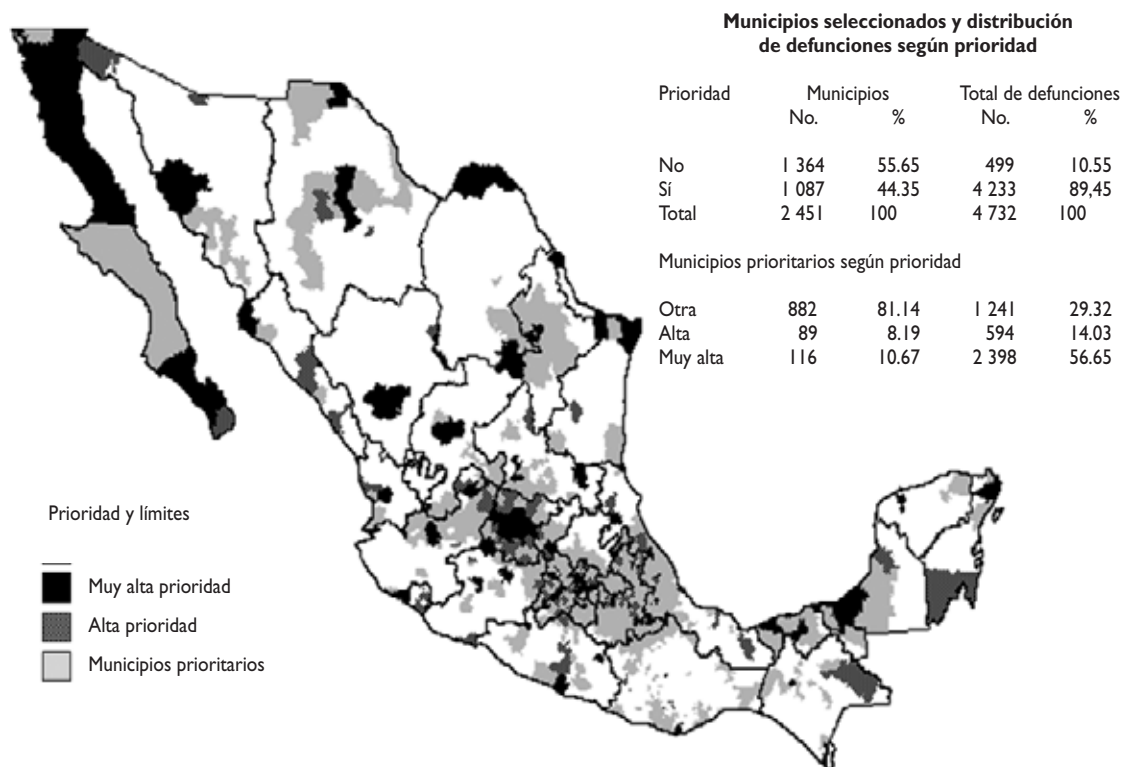 Municipios seleccionados y distribución
de defunciones según prioridad
Prioridad Municipios Total de defunciones
No. % No. %
No 1 364 55.65 499 10.55
Sí 1 087 44.35 4 233 89,45
Total 2 451 100 4 732 100
Municipios prioritarios según prioridad
Otra 882 81.14 1 241 29.32
Alta 89 8.19 594 14.03
Muy alta 116 10.67 2 398 56.65
Prioridad y límites
Muy alta prioridad
Alta prioridad
Municipios prioritarios